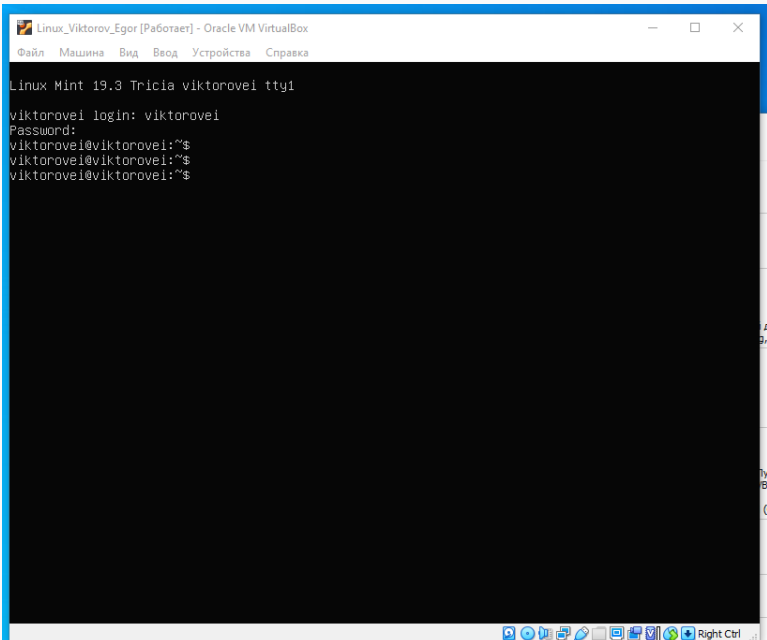 Linux_Viktorov_Egor [Работает] - Oracle VM VirtualBox
Файл Машина Вид Ввод Устройства Справка
Linux Mint 19.3 Tricia viktorovei tty1
viktorovei login: viktorovei
Password:
viktorovei@viktorovei:~$
viktorovei@viktorovei:~$
viktorovei@viktorovei:~$
Right Ctrl